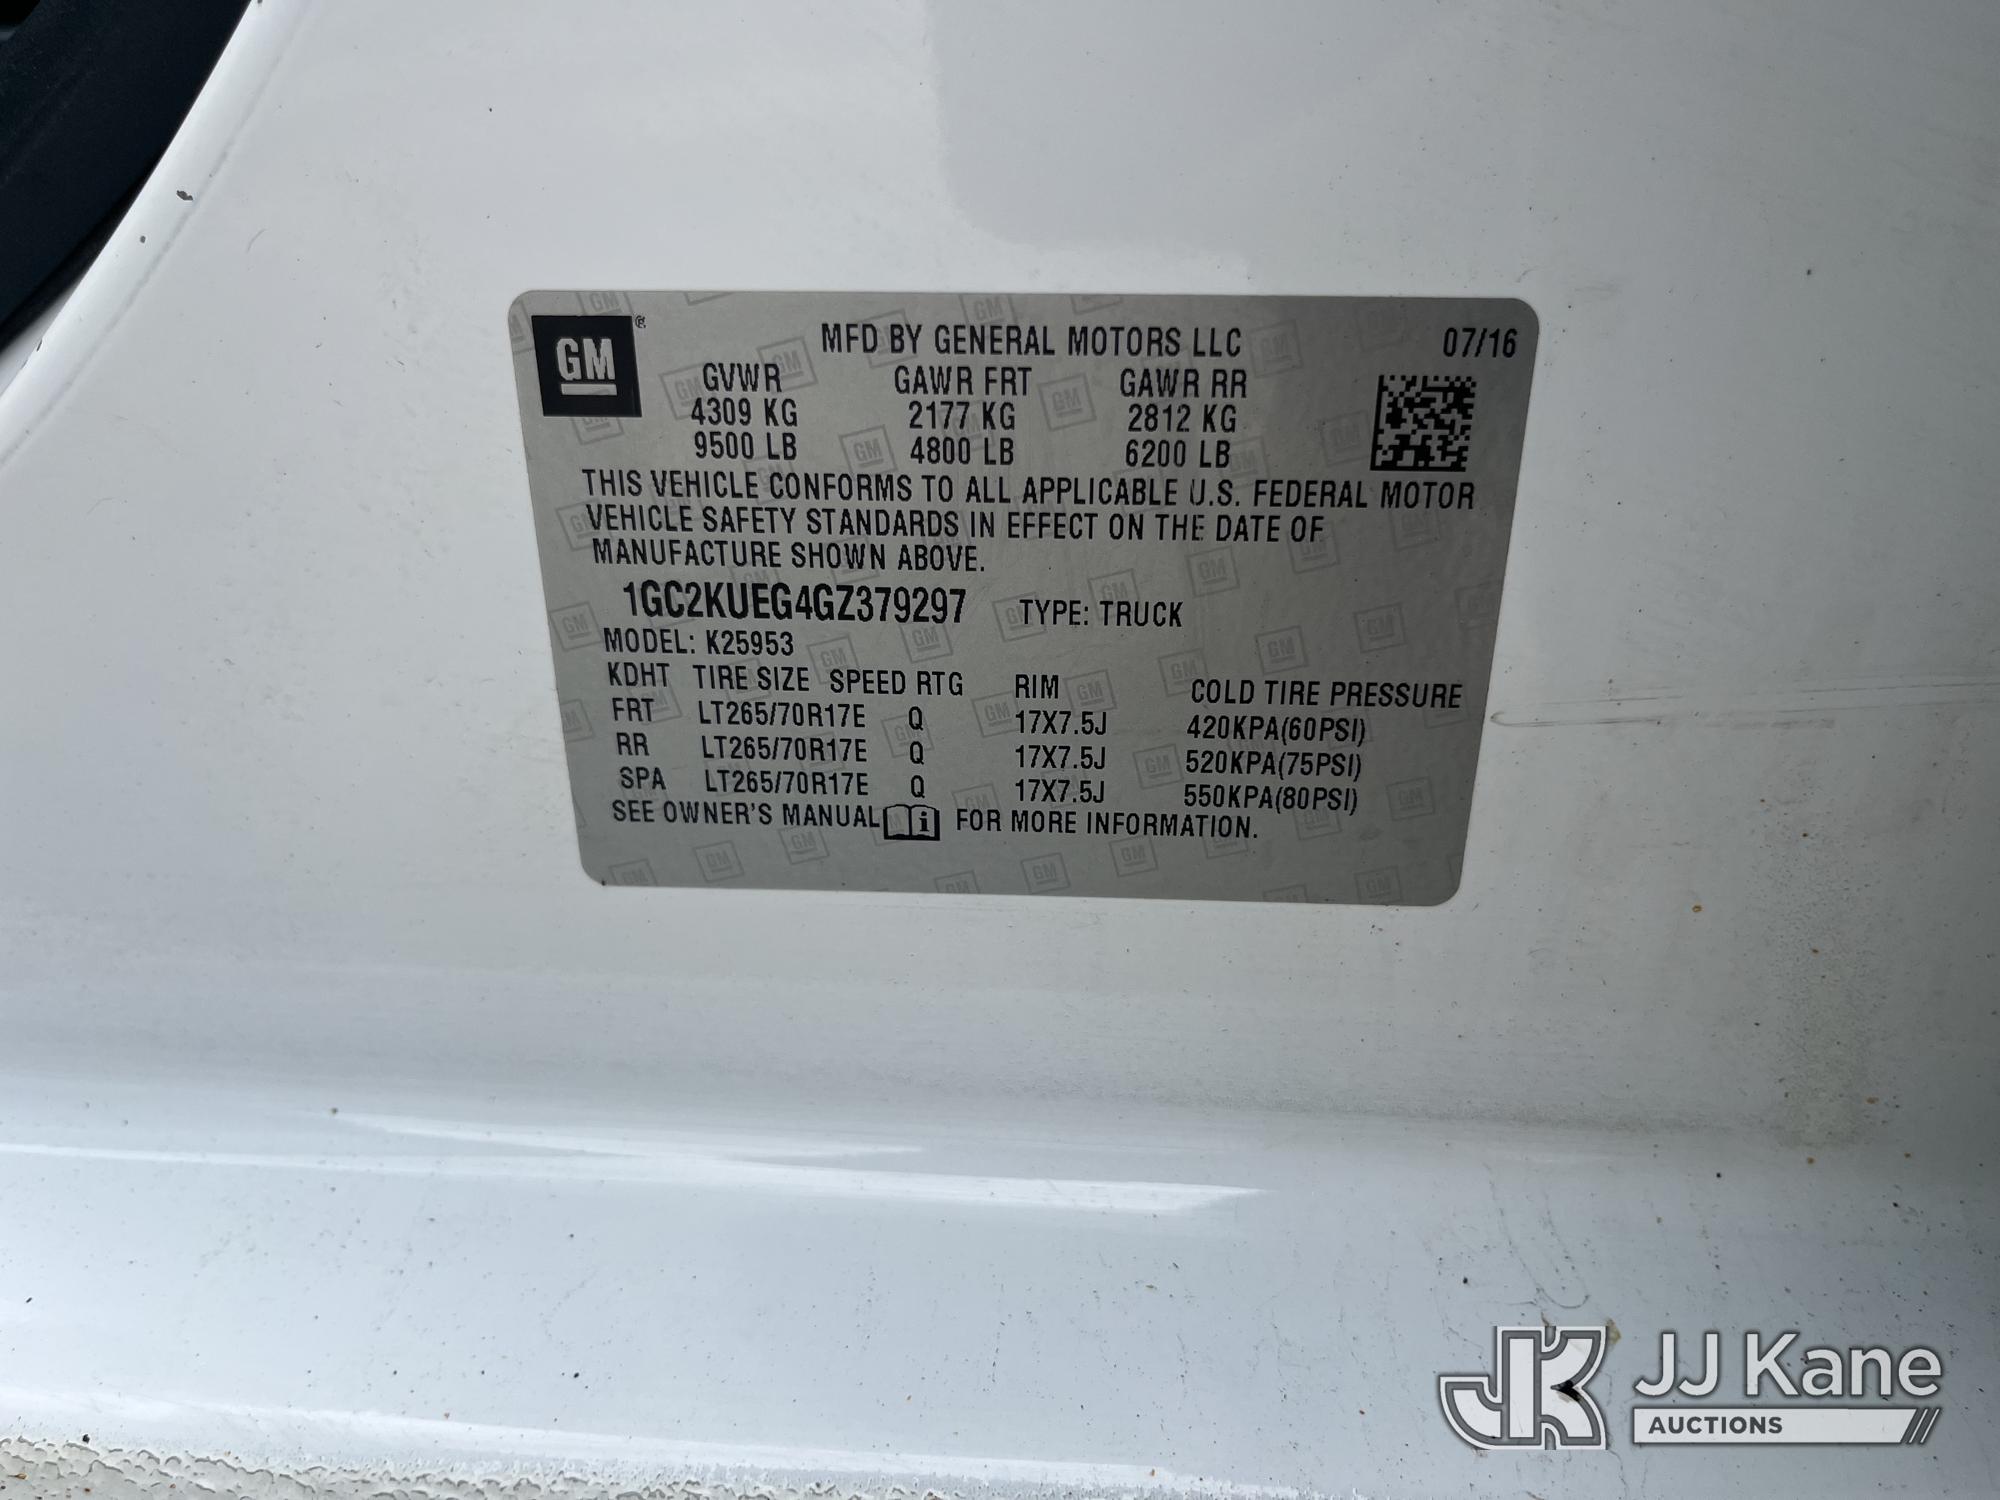 GM
MFD BY GENERAL MOTORS LLC 07/16
GVWR GAWR FRT GAWR RR
4309 KG 2177 KG 2812 KG
9500 LB 4800 LB 6200 LB
THIS VEHICLE CONFORMS TO ALL APPLICABLE U.S. FEDERAL MOTOR
VEHICLE SAFETY STANDARDS IN EFFECT ON THE DATE OF
MANUFACTURE SHOWN ABOVE.
1GC2KUEG4GZ379297 TYPE: TRUCK
MODEL: K25953
KDHT TIRE SIZE SPEED RTG RIM COLD TIRE PRESSURE
FRT LT265/70R17E Q 17X7.5J 420KPA(60PSI)
RR LT265/70R17E Q 17X7.5J 520KPA(75PSI)
SPA LT265/70R17E Q 17X7.5J 550KPA(80PSI)
SEE OWNER'S MANUAL i FOR MORE INFORMATION.
JK JJ Kane
AUCTIONS